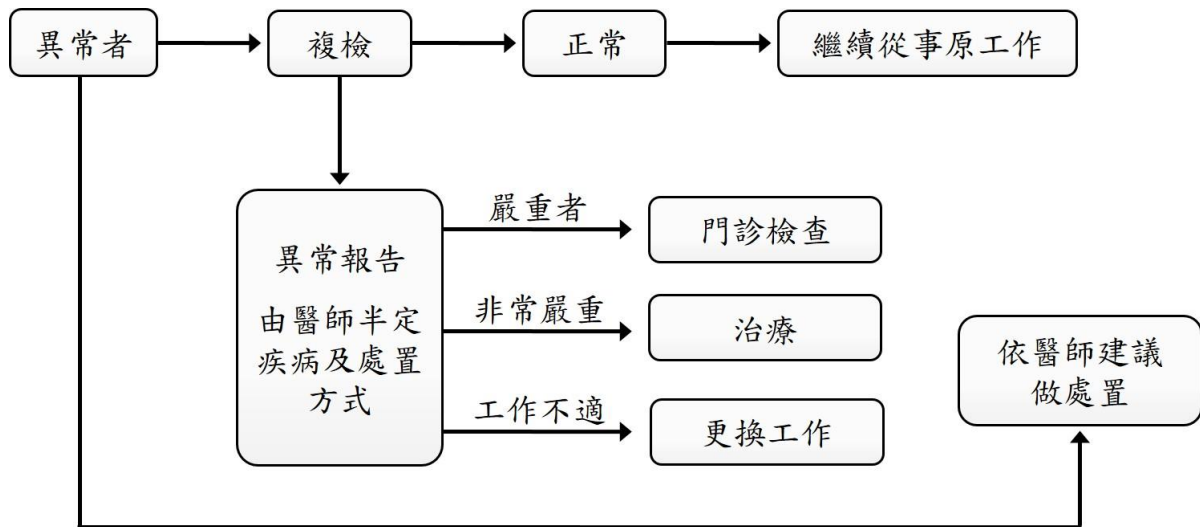 異常者
複檢
正常
繼續從事原工作
異常報告
由醫師半定
疾病及處置
方式
嚴重者
門診檢查
非常嚴重
治療
工作不適
更換工作
依醫師建議
做處置